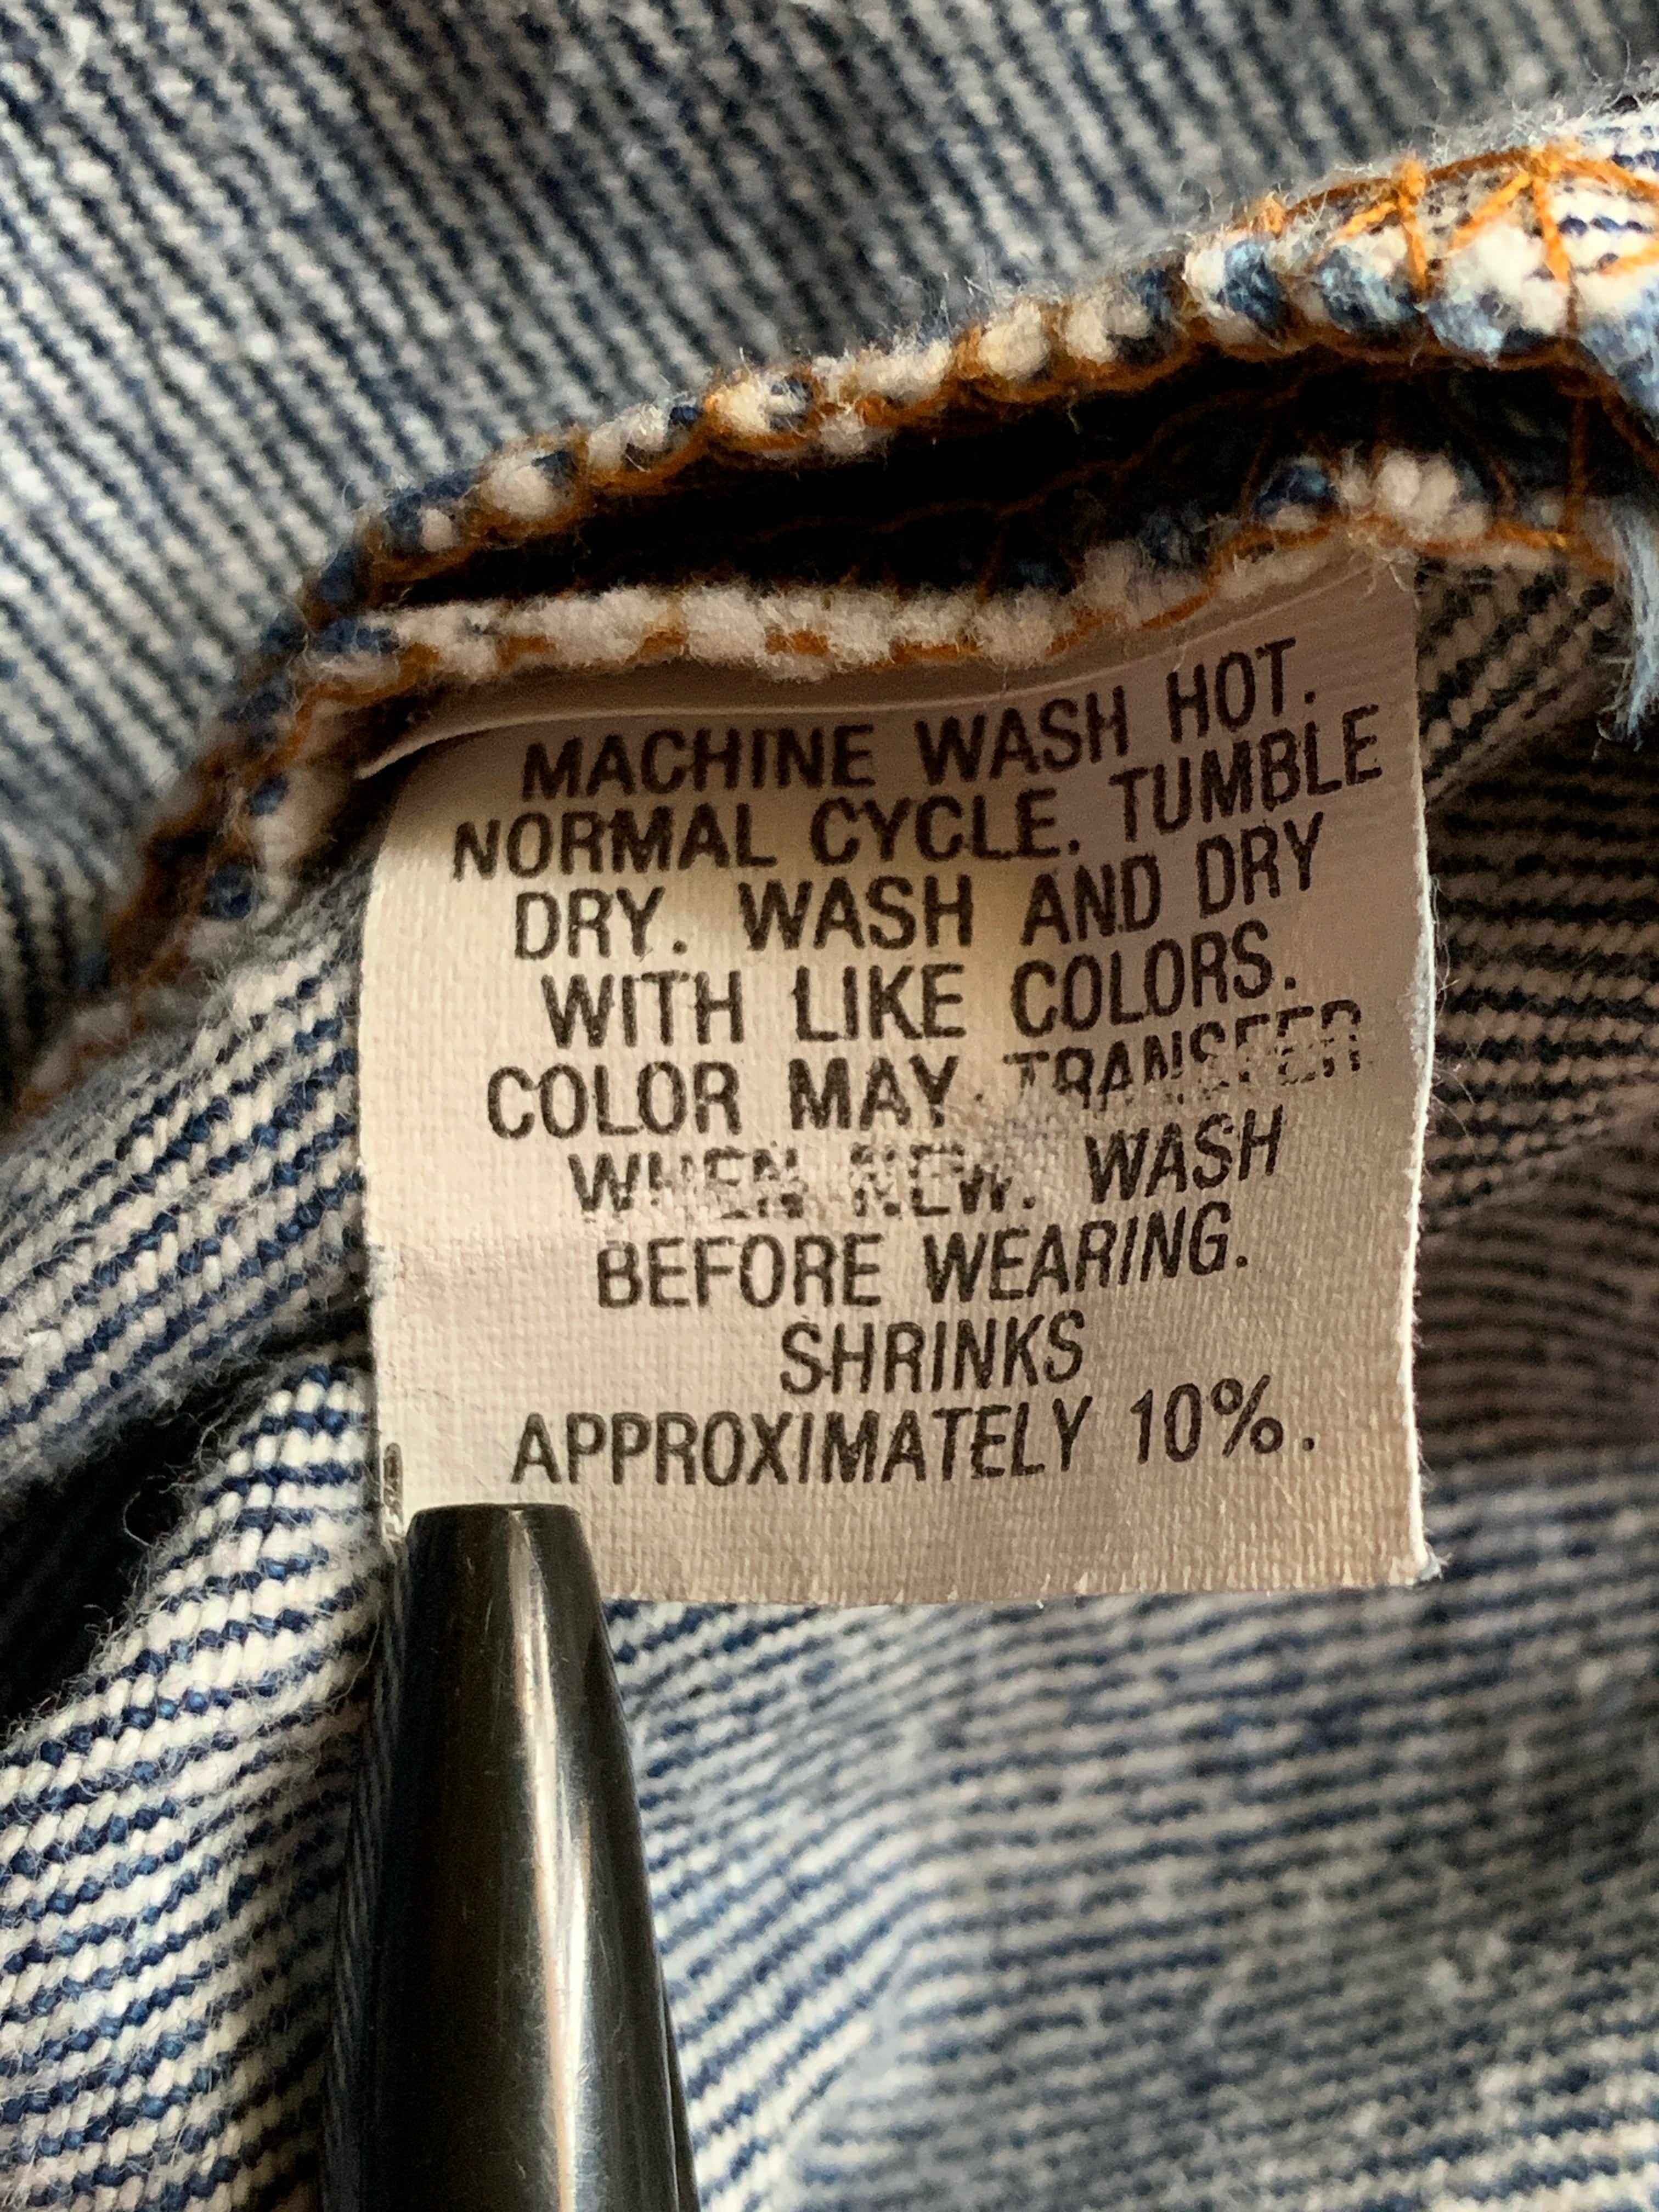 MACHINE WASH HOT.
NORMAL CYCLE. TUMBLE
DRY. WASH AND DRY
WITH LIKE COLORS.
COLOR MAY TRANSFER
WHEN NEW. WASH
BEFORE WEARING.
SHRINKS
APPROXIMATELY 10%.